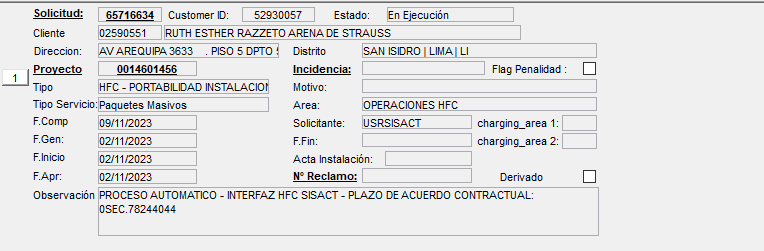 Solicitud: 65716634 Customer ID: 52930057 Estado: En Ejecución
Cliente 02590551 RUTH ESTHER RAZZETO ARENA DE STRAUSS
Direccion: AV AREQUIPA 3633 . PISO 5 DPTO Distrito SAN ISIDRO | LIMA | LI
Proyecto 0014601456 Incidencia: Flag Penalidad :
1
Tipo HFC - PORTABILIDAD INSTALACION Motivo:
Tipo Servicio: Paquetes Masivos Area: OPERACIONES HFC
F.Comp 09/11/2023 Solicitante: USRSISACT charging_area 1:
F.Gen: 02/11/2023 F.Fin: charging_area 2:
F.Inicio 02/11/2023 Acta Instalación:
F.Apr: 02/11/2023 Nº Reclamo: Derivado
Observación PROCESO AUTOMATICO - INTERFAZ HFC SISACT - PLAZO DE ACUERDO CONTRACTUAL:
0SEC.78244044